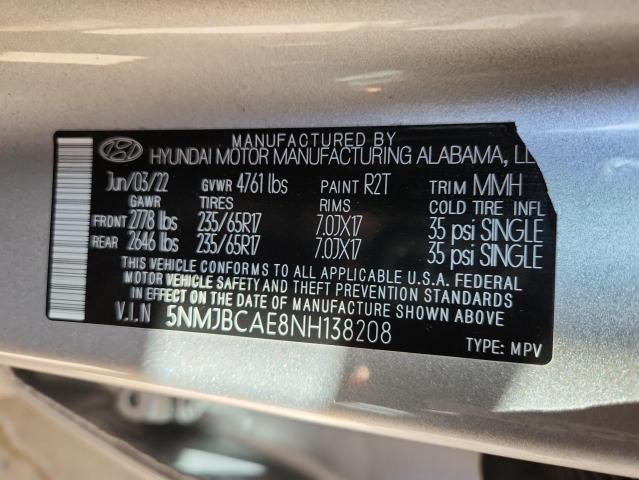 MANUFACTURED BY
HYUNDAI MOTOR MANUFACTURING ALABAMA, LL
Jun/03/22 GVWR 4761 lbs PAINT R2T TRIM MMH
GAWR TIRES RIMS COLD TIRE INFL
FRONT 2778 lbs 235/65R17 7.0JX17 35 psi SINGLE
REAR 2646 lbs 235/65R17 7.0JX17 35 psi SINGLE
THIS VEHICLE CONFORMS TO ALL APPLICABLE U.S.A. FEDERAL
MOTOR VEHICLE SAFETY AND THEFT PREVENTION STANDARDS
IN EFFECT ON THE DATE OF MANUFACTURE SHOWN ABOVE
V.I.N 5NMJBCAE8NH138208
TYPE: MPV